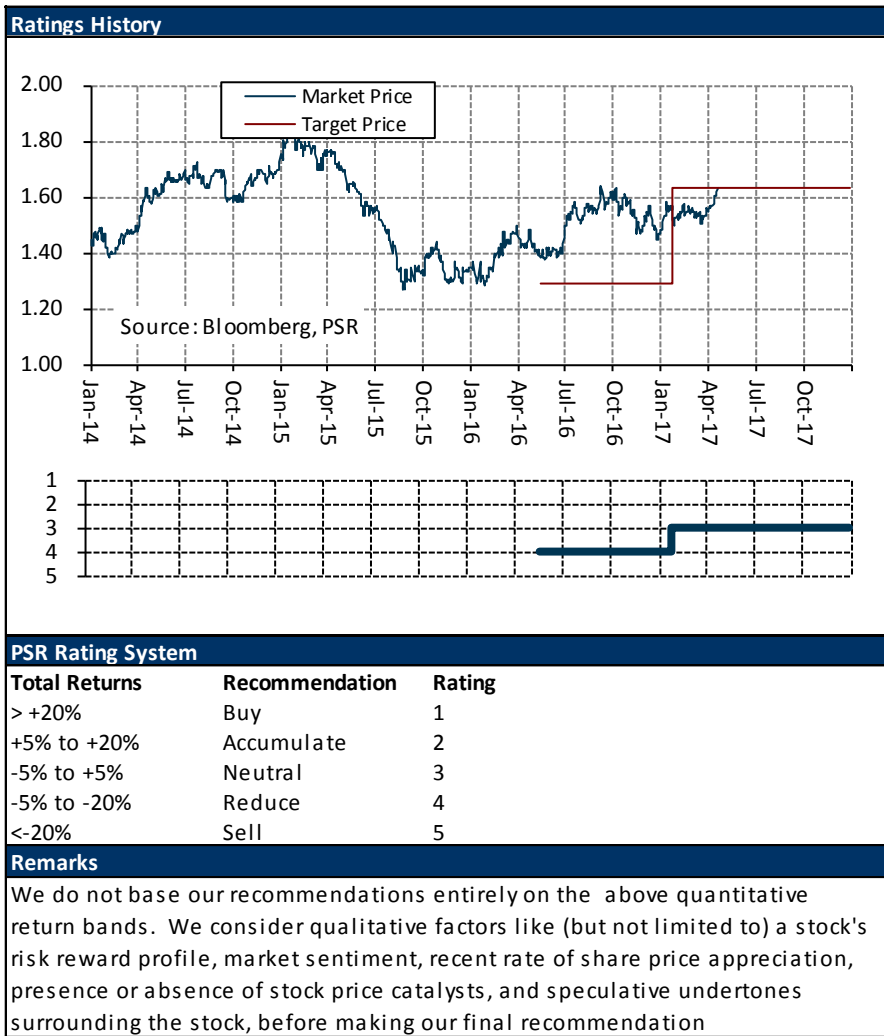 Ratings History
2.00
1.80
1.60
1.40
1.20
1.00
Market Price
Target Price
Source: Bloomberg, PSR
Jan-14
Apr-14
Jul-14
Oct-14
Jan-15
Apr-15
Jul-15
Oct-15
Jan-16
Apr-16
Jul-16
Oct-16
Jan-17
Apr-17
Jul-17
Oct-17
1
2
3
4
5
PSR Rating System
Total Returns Recommendation Rating
> +20% Buy 1
+5% to +20% Accumulate 2
-5% to +5% Neutral 3
-5% to -20% Reduce 4
<-20% Sell 5
Remarks
We do not base our recommendations entirely on the above quantitative
return bands. We consider qualitative factors like (but not limited to) a stock's
risk reward profile, market sentiment, recent rate of share price appreciation,
presence or absence of stock price catalysts, and speculative undertones
surrounding the stock, before making our final recommendation